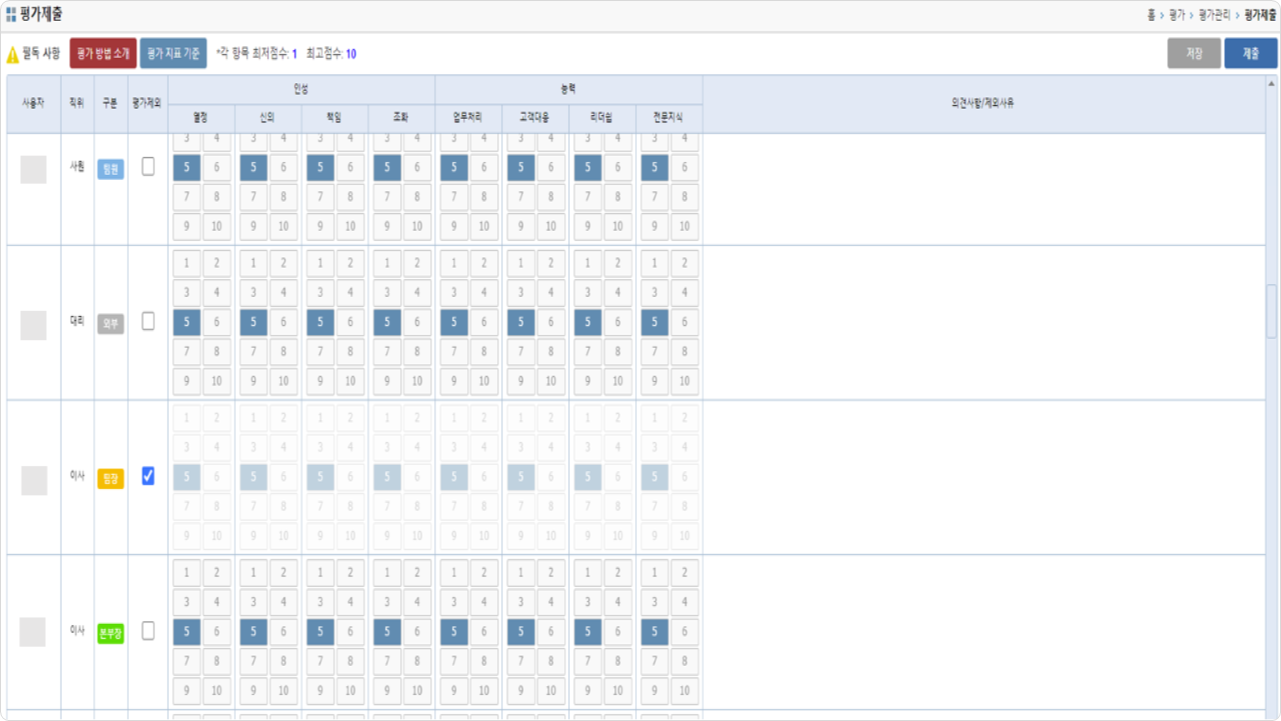 평가제출
홈 > 평가 > 평가관리 > 평가제출
필독 사항 평가 방법 소개 평가 지표 기준 *각 항목 최저점수: 1 최고점수: 10 저장 제출
사용자 직위 구분 평가제외 인성 능력 의견사항/제외사유
열정 신의 책임 조화 업무처리 고객대응 리더쉽 전문지식
3 4 3 4 3 4 3 4 3 4 3 4 3 4 3 4
사원 팀원 5 6 5 6 5 6 5 6 5 6 5 6 5 6 5 6
7 8 7 8 7 8 7 8 7 8 7 8 7 8 7 8
9 10 9 10 9 10 9 10 9 10 9 10 9 10 9 10
1 2 1 2 1 2 1 2 1 2 1 2 1 2 1 2
3 4 3 4 3 4 3 4 3 4 3 4 3 4 3 4
대리 외부 5 6 5 6 5 6 5 6 5 6 5 6 5 6 5 6
7 8 7 8 7 8 7 8 7 8 7 8 7 8 7 8
9 10 9 10 9 10 9 10 9 10 9 10 9 10 9 10
1 2 1 2 1 2 1 2 1 2 1 2 1 2 1 2
3 4 3 4 3 4 3 4 3 4 3 4 3 4 3 4
이사 팀장 5 6 5 6 5 6 5 6 5 6 5 6 5 6 5 6
7 8 7 8 7 8 7 8 7 8 7 8 7 8 7 8
9 10 9 10 9 10 9 10 9 10 9 10 9 10 9 10
1 2 1 2 1 2 1 2 1 2 1 2 1 2 1 2
3 4 3 4 3 4 3 4 3 4 3 4 3 4 3 4
이사 본부장 5 6 5 6 5 6 5 6 5 6 5 6 5 6 5 6
7 8 7 8 7 8 7 8 7 8 7 8 7 8 7 8
9 10 9 10 9 10 9 10 9 10 9 10 9 10 9 10